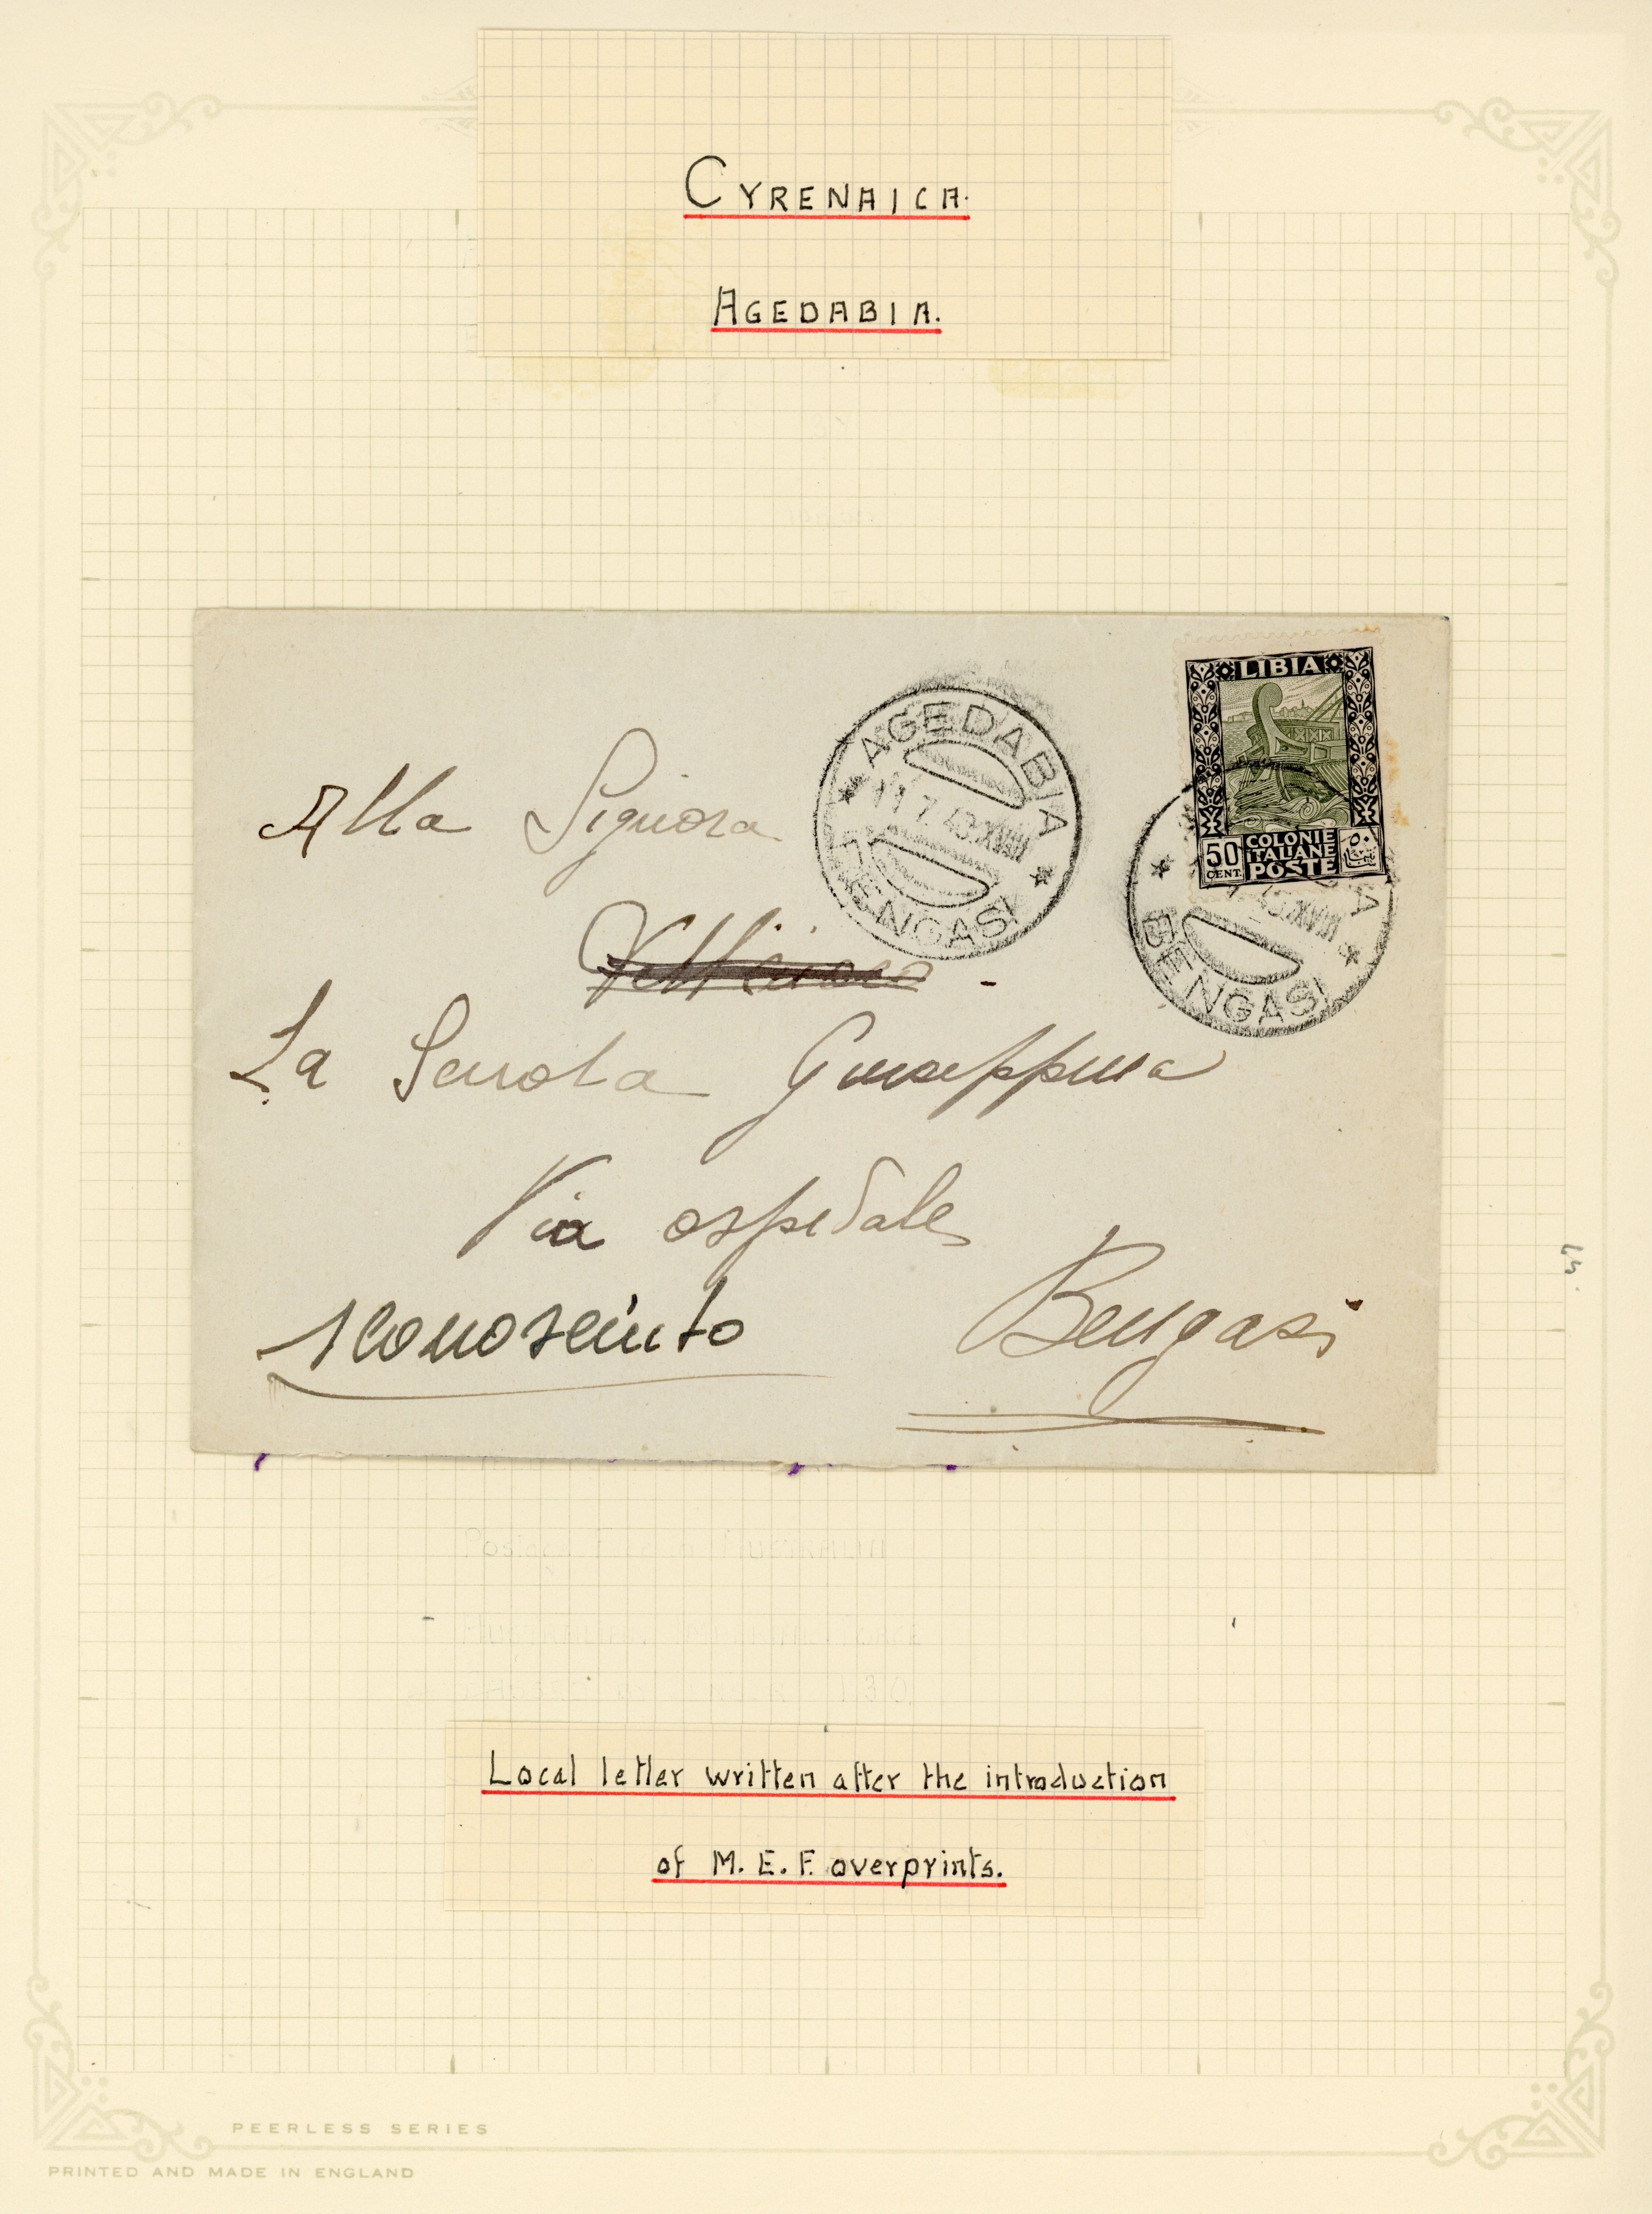 CYRENAICA.
AGEDABIA.
LIBIA
50 CENT.
COLONIE
ITALIANE
POSTE
AGEDABIA
BENGASI
BENGASI
Alla Signora
La Scuola Giuseppina
Via ospedale
sconosciuto
Bengasi
Local letter written after the introduction
of M. E. F. overprints.
PEERLESS SERIES
PRINTED AND MADE IN ENGLAND